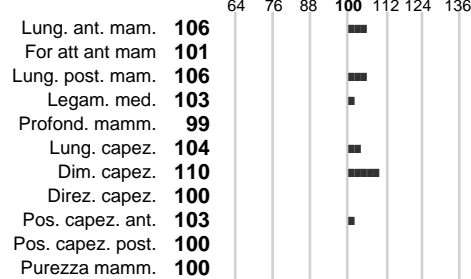 64 76 88 100 112 124 136
Lung. ant. mam. 106
For att ant mam 101
Lung. post. mam. 106
Legam. med. 103
Profond. mamm. 99
Lung. capez. 104
Dim. capez. 110
Direz. capez. 100
Pos. capez. ant. 103
Pos. capez. post. 100
Purezza mamm. 100